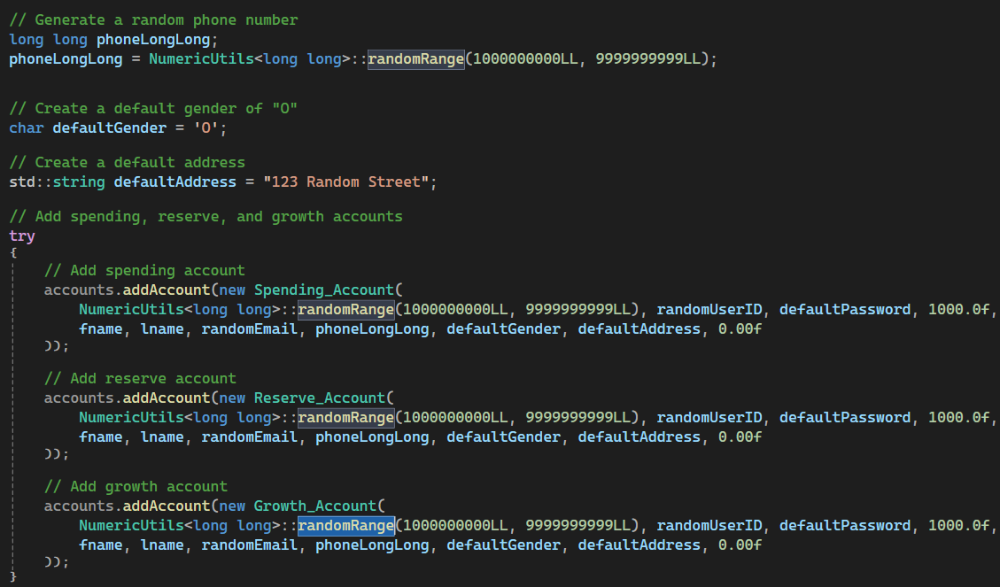 // Generate a random phone number
long long phoneLongLong;
phoneLongLong = NumericUtils<long long>::randomRange(1000000000LL, 9999999999LL);
// Create a default gender of "O"
char defaultGender = 'O';
// Create a default address
std::string defaultAddress = "123 Random Street";
// Add spending, reserve, and growth accounts
try
{
    // Add spending account
    accounts.addAccount(new Spending_Account(
        NumericUtils<long long>::randomRange(1000000000LL, 9999999999LL), randomUserID, defaultPassword, 1000.0f,
        fname, lname, randomEmail, phoneLongLong, defaultGender, defaultAddress, 0.00f
    ));
    // Add reserve account
    accounts.addAccount(new Reserve_Account(
        NumericUtils<long long>::randomRange(1000000000LL, 9999999999LL), randomUserID, defaultPassword, 1000.0f,
        fname, lname, randomEmail, phoneLongLong, defaultGender, defaultAddress, 0.00f
    ));
    // Add growth account
    accounts.addAccount(new Growth_Account(
        NumericUtils<long long>::randomRange(1000000000LL, 9999999999LL), randomUserID, defaultPassword, 1000.0f,
        fname, lname, randomEmail, phoneLongLong, defaultGender, defaultAddress, 0.00f
    ));
}